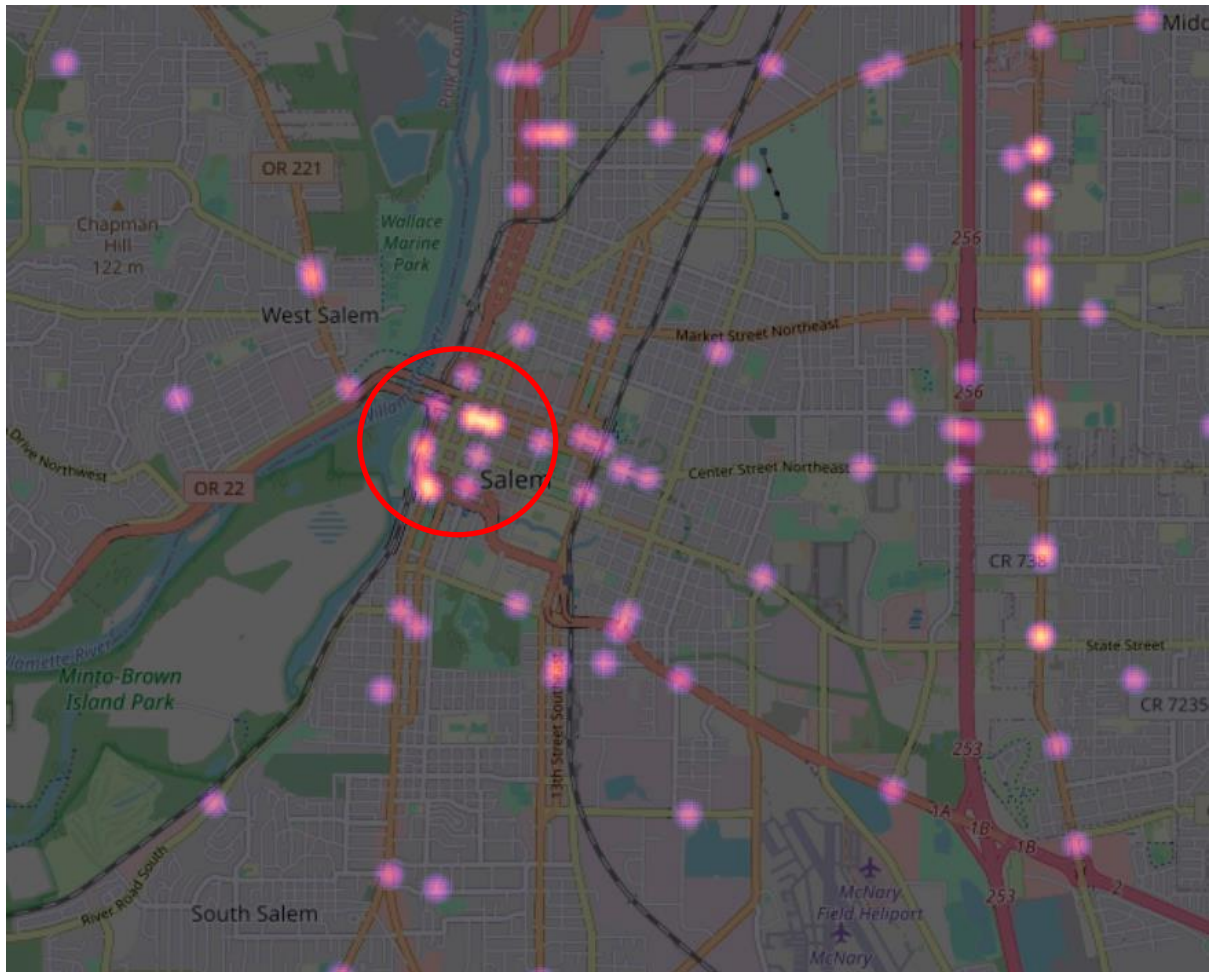 Midd
Polk County
OR 221
Chapman
Hill
122 m
Wallace
Marine
Park
256
West Salem
Market Street Northeast
256
Drive Northwest
Salem
Center Street Northeast
OR 22
CR 738
State Street
Minto-Brown
Island Park
CR 7235
13th Street South
253
1A
1B
1B
2
River Road South
South Salem
McNary
Field Heliport
253
McNary